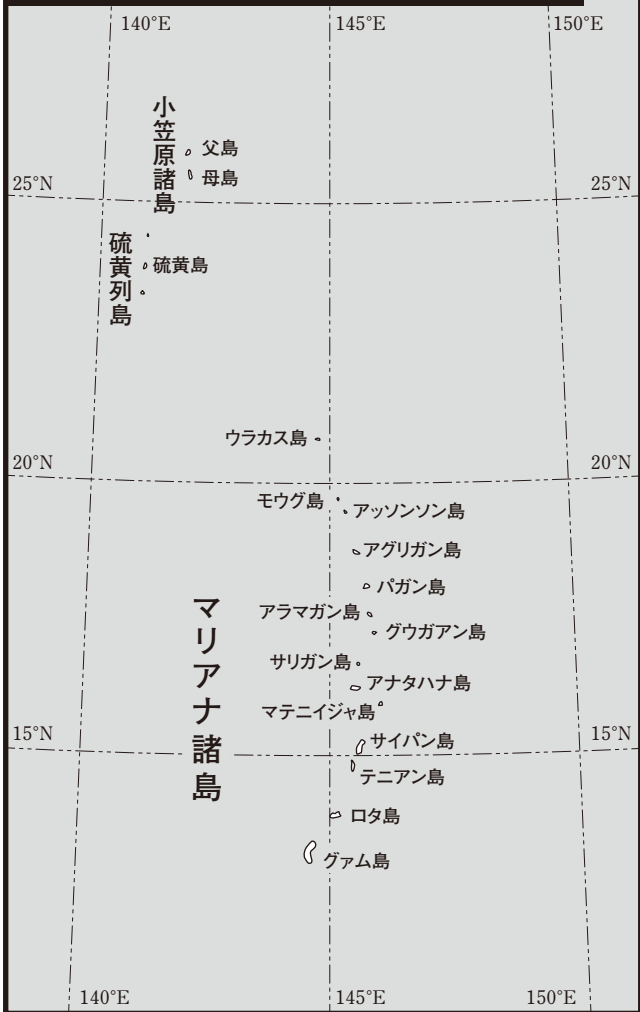 140°E
145°E
150°E
小笠原諸島
父島
母島
25°N
25°N
硫黄列島
硫黄島
ウラカス島
20°N
20°N
モウグ島
アッソンソン島
アグリガン島
パガン島
マリアナ諸島
アラマガン島
グウガアン島
サリガン島
アナタハナ島
マテニイジャ島
15°N
15°N
サイパン島
テニアン島
ロタ島
グァム島
140°E
145°E
150°E